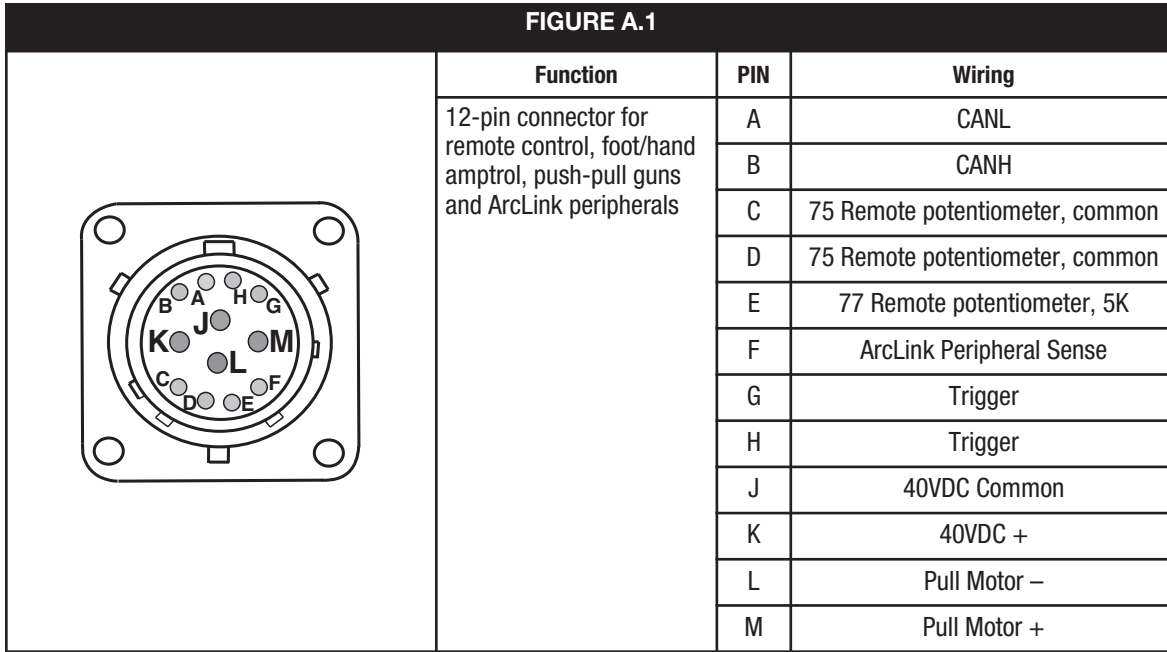 FIGURE A.1
Function PIN Wiring
12-pin connector for
remote control, foot/hand
amptrol, push-pull guns
and ArcLink peripherals
A CANL
B CANH
C 75 Remote potentiometer, common
D 75 Remote potentiometer, common
E 77 Remote potentiometer, 5K
F ArcLink Peripheral Sense
G Trigger
H Trigger
J 40VDC Common
K 40VDC +
L Pull Motor –
M Pull Motor +
B A H G
J
K M
L
C F
D E